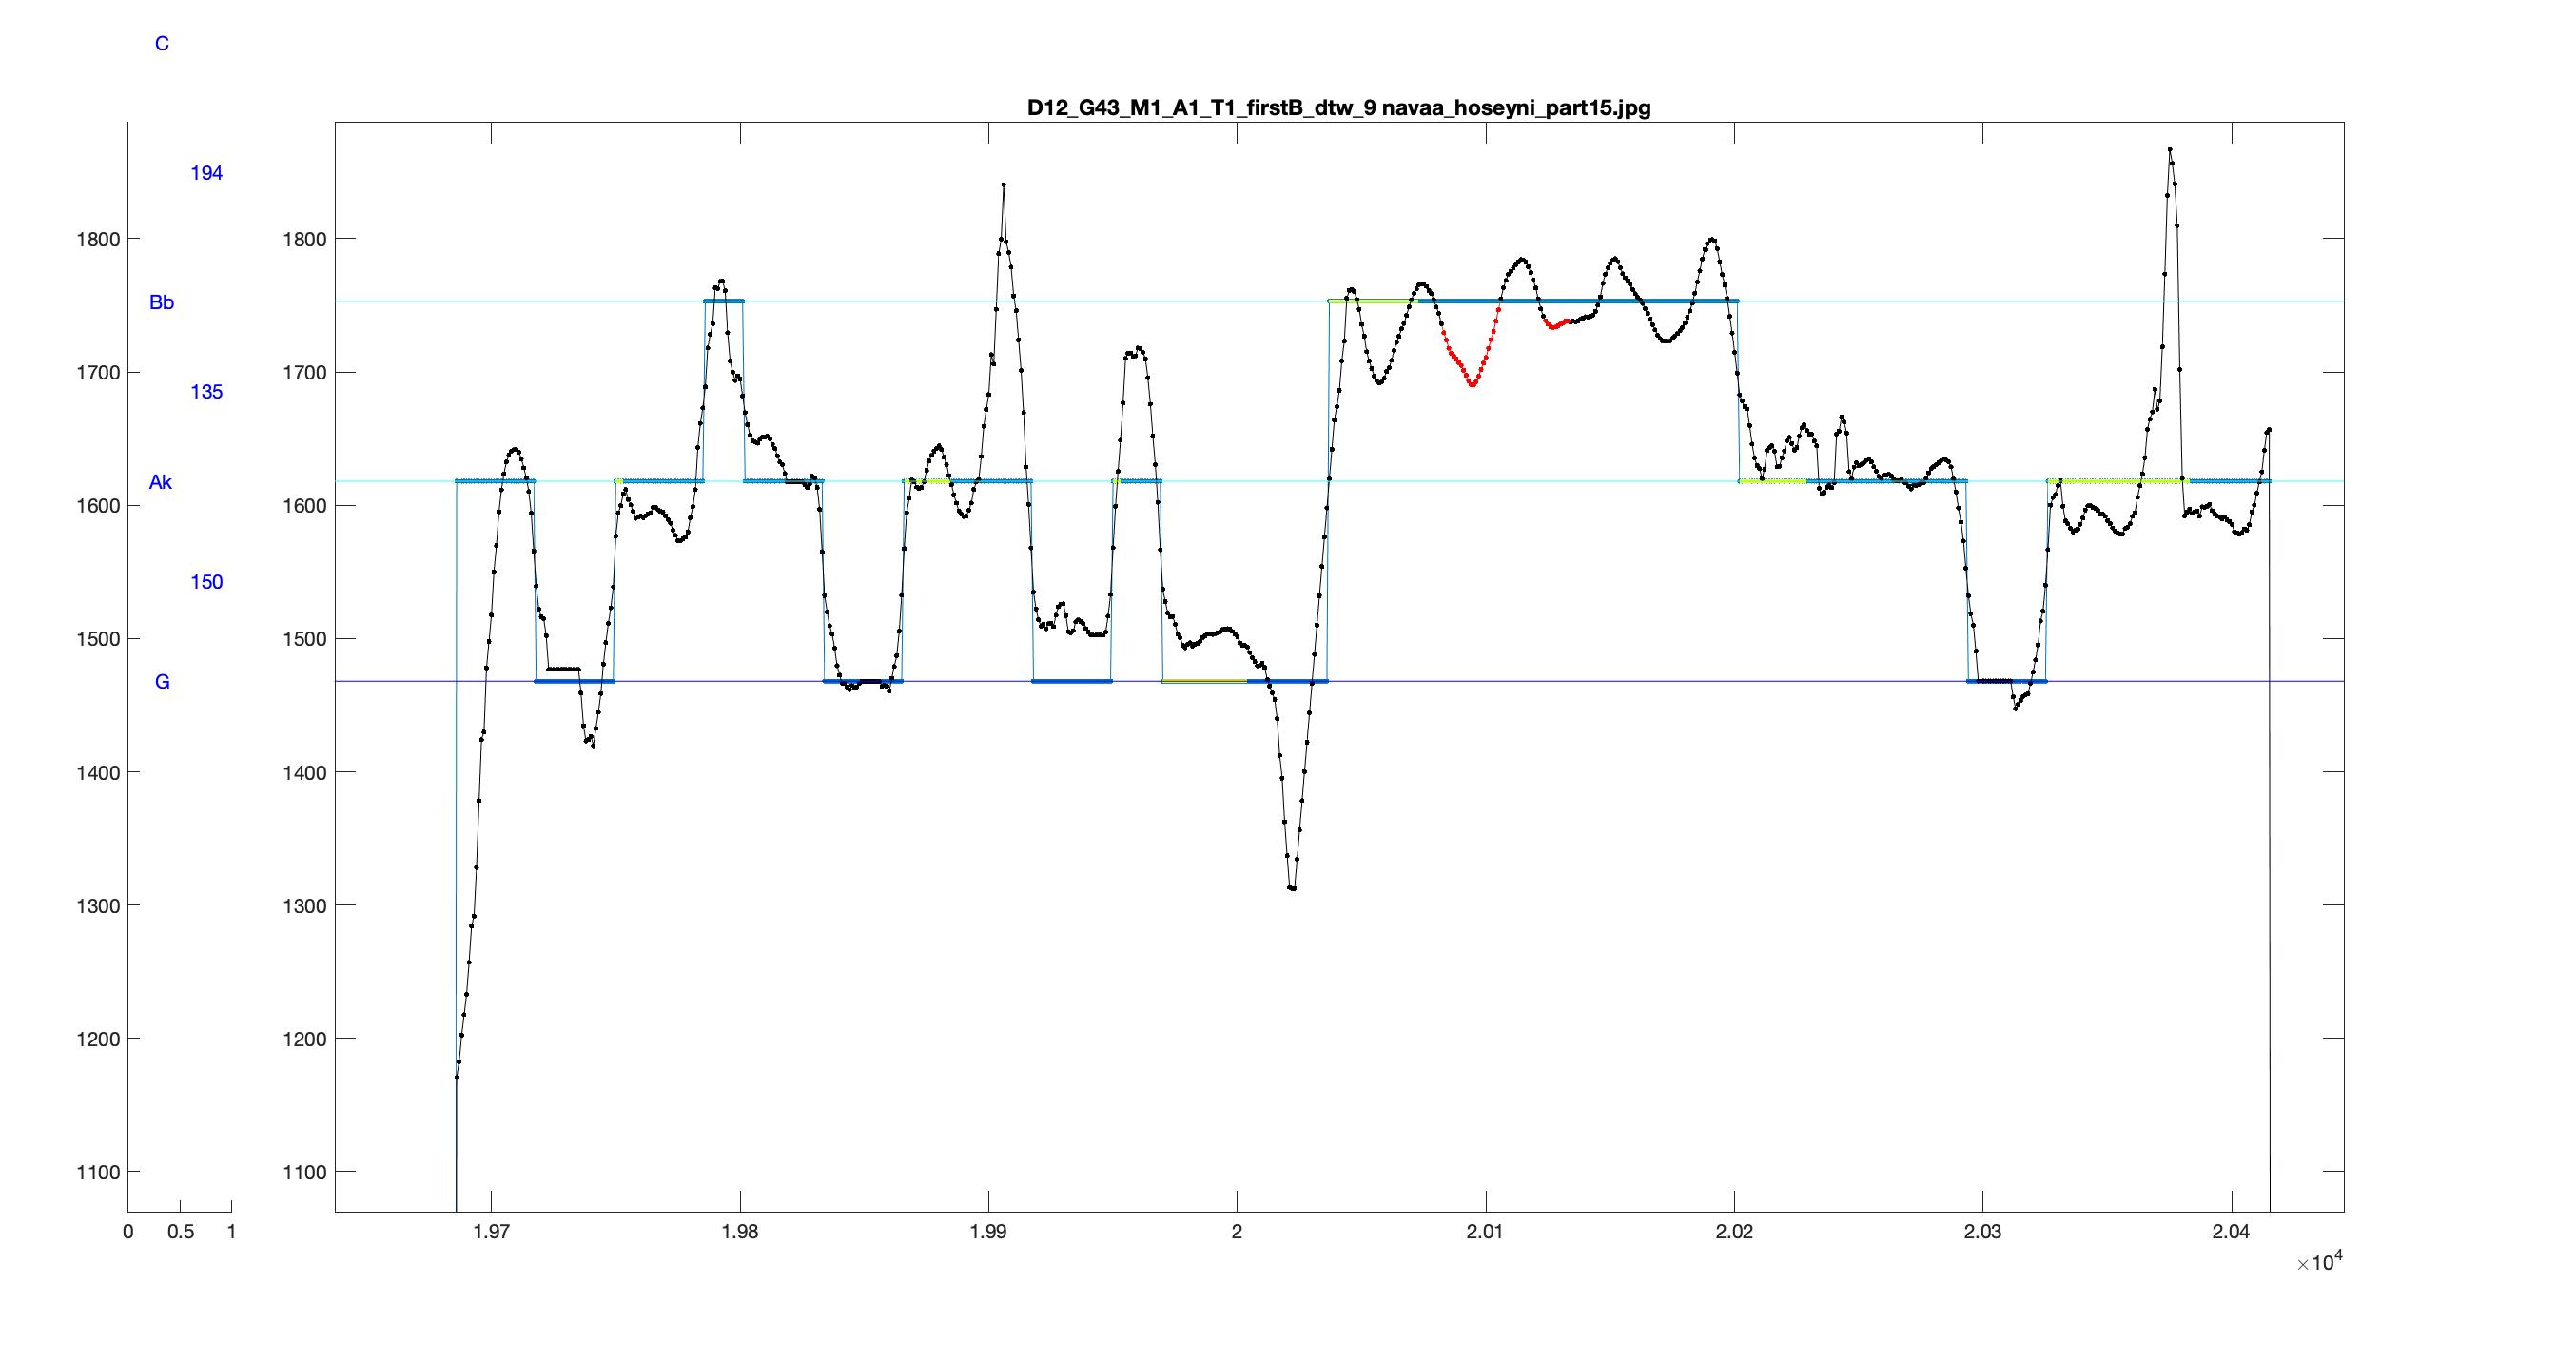 C
D12_G43_M1_A1_T1_firstB_dtw_9 navaa_hoseyni_part15.jpg
194
1800 1800
Bb
1700 1700
135
Ak
1600 1600
150
1500 1500
G
1400 1400
1300 1300
1200 1200
1100 1100
0 0.5 1 1.97 1.98 1.99 2 2.01 2.02 2.03 2.04
×10^4